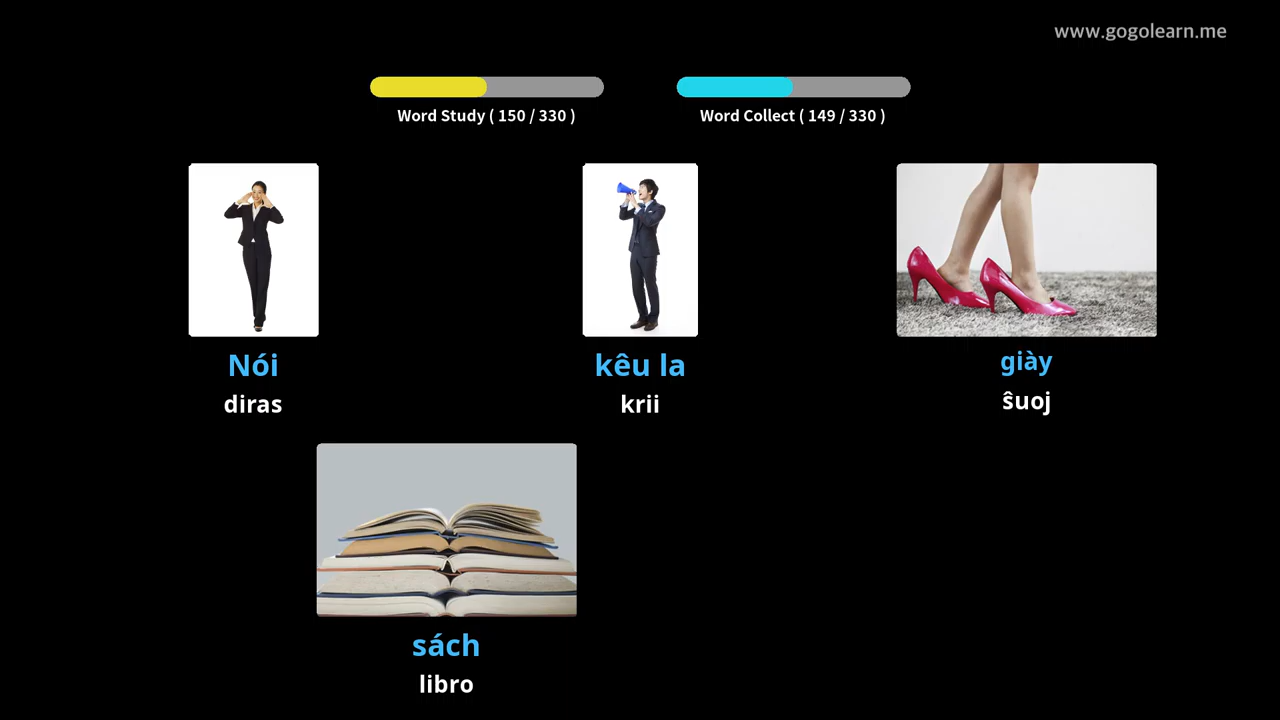 www.gogolearn.me
Word Study ( 150 / 330 )
Word Collect ( 149 / 330 )
Nói
diras
kêu la
krii
giày
ŝuoj
sách
libro